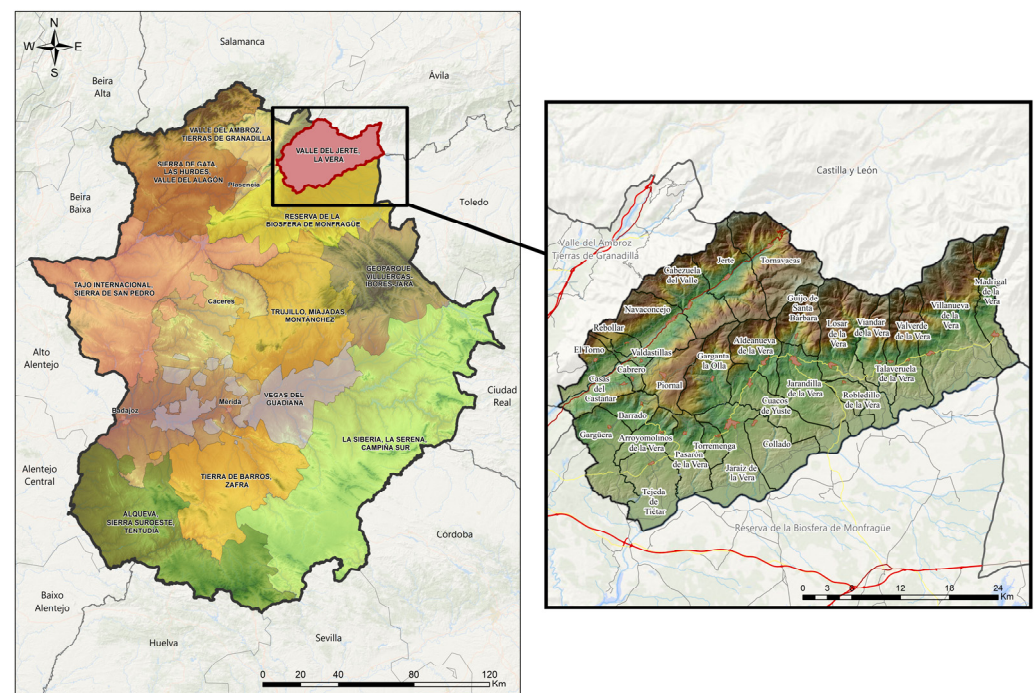 N
W
E
S
Salamanca
Ávila
Beira
Alta
VALLE DEL AMBROZ,
TIERRAS DE GRANADILLA
VALLE DEL JERTE,
LA VERA
SIERRA DE GATA,
LAS HURDES,
VALLE DEL ALAGÓN
Plasencia
Beira
Baixa
Toledo
RESERVA DE LA
BIOSFERA DE MONFRAGÜE
TAJO INTERNACIONAL,
SIERRA DE SAN PEDRO
GEOPARQUE
VILLUERCAS-
IBORES-JARA
Cáceres
TRUJILLO, MIAJADAS,
MONTÁNCHEZ
Alto
Alentejo
Ciudad
Real
VEGAS DEL
GUADIANA
Mérida
Badajoz
LA SIBERIA, LA SERENA,
CAMPIÑA SUR
Alentejo
Central
TIERRA DE BARROS,
ZAFRA
ALQUEVA,
SIERRA SUROESTE,
TENTUDÍA
Córdoba
Baixo
Alentejo
Huelva
Sevilla
0 20 40 80 120
Km
Castilla y León
Valle del Ambroz
Tierras de Granadilla
Jerte
Tornavacas
Cabezuela
del Valle
Madrigal
de la
Vera
Guijo de
Santa
Bárbara
Villanueva
de la
Vera
Navaconcejo
Losar
de la
Vera
Viandar
de la Vera
Valverde
de la Vera
Rebollar
Aldeanueva
de la Vera
El Torno
Valdastillas
Garganta
la Olla
Cabrero
Talaveruela
de la Vera
Casas
del
Castañar
Piornal
Jarandilla
de la Vera
Robledillo
de la Vera
Cuacos
de Yuste
Barrado
Gargüera
Arroyomolinos
de la Vera
Torremenga
Pasarón
de la Vera
Collado
Jaraíz de
la Vera
Tejeda
de
Tiétar
Reserva de la Biosfera de Monfragüe
0 3 6 12 18 24
Km